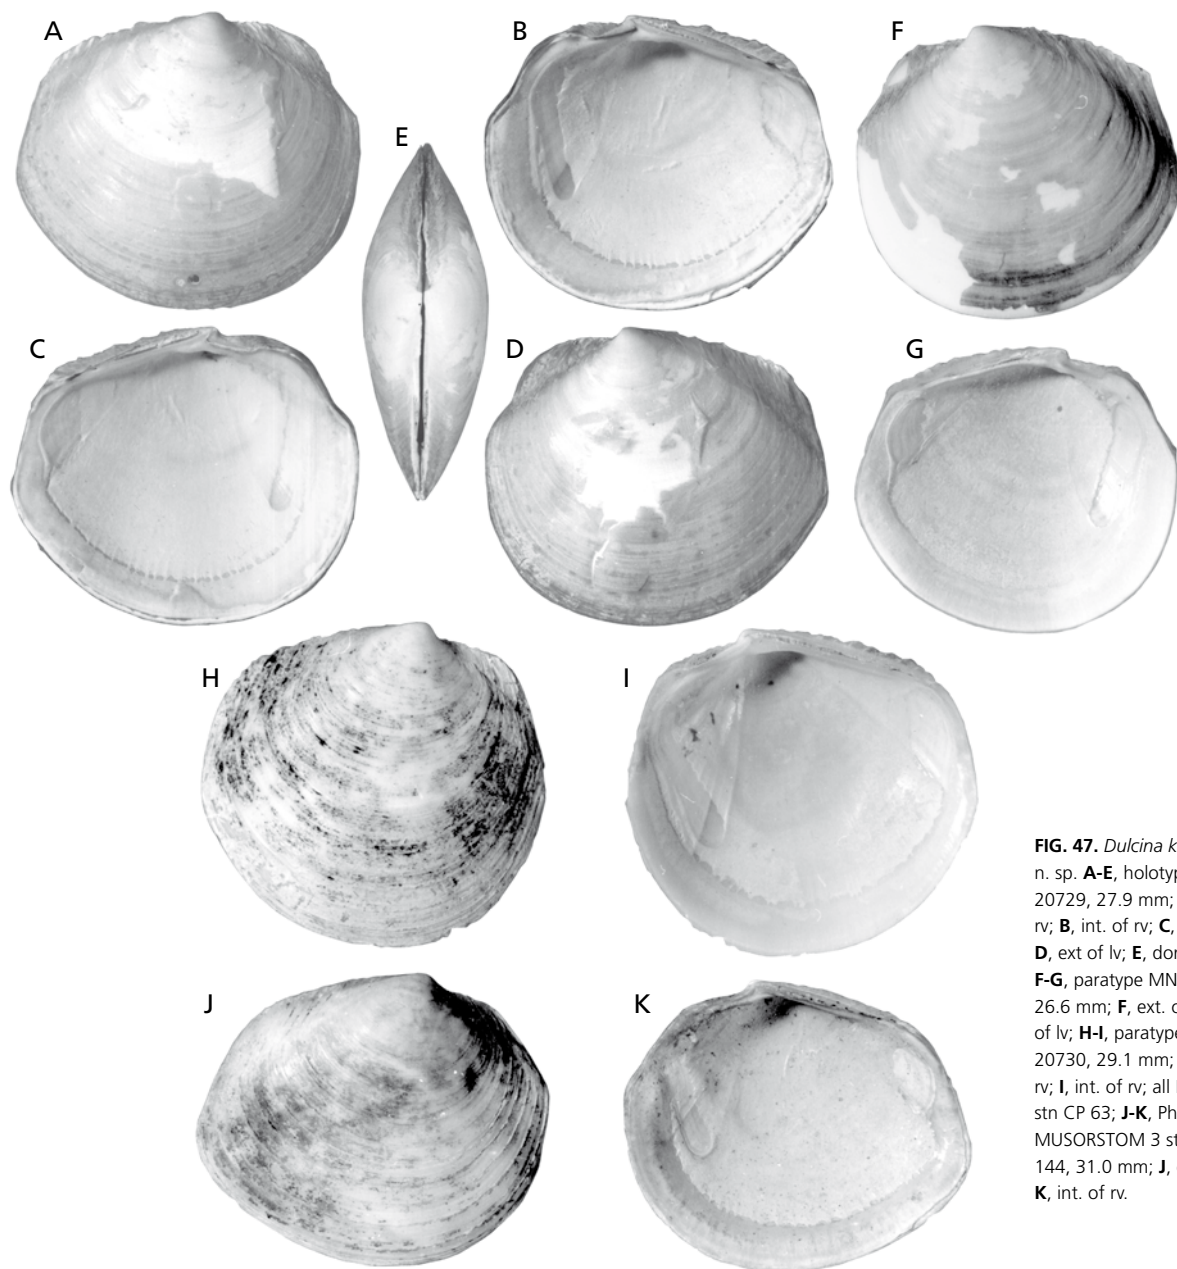 A
B
F
E
C
D
G
H
I
J
K
FIG. 47. Dulcina k
n. sp. A-E, holotyp
20729, 27.9 mm;
rv; B, int. of rv; C,
D, ext of lv; E, dor
F-G, paratype MN
26.6 mm; F, ext. o
of lv; H-I, paratype
20730, 29.1 mm;
rv; I, int. of rv; all
stn CP 63; J-K, Ph
MUSORSTOM 3 st
144, 31.0 mm; J,
K, int. of rv.